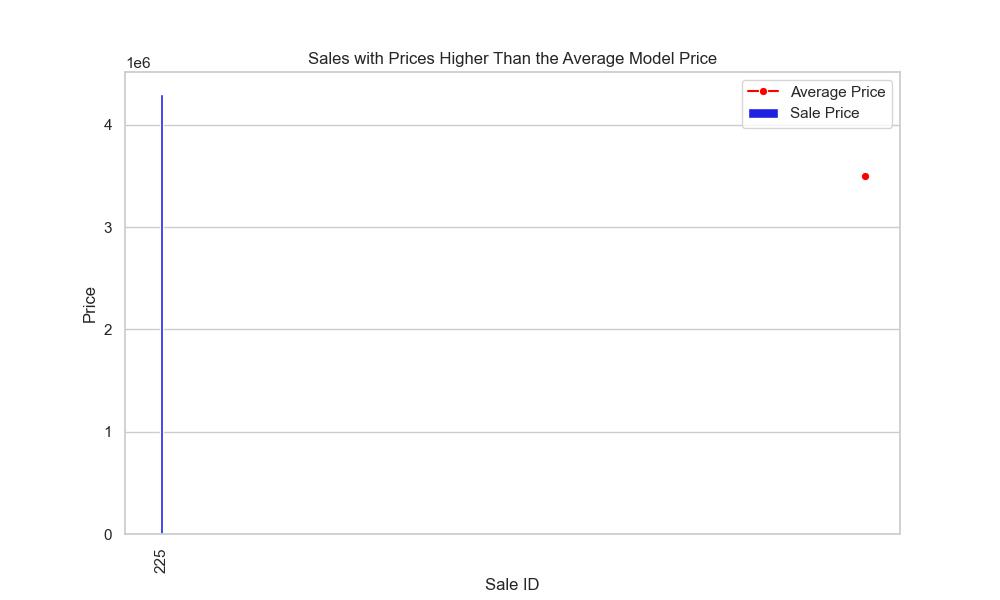 Sales with Prices Higher Than the Average Model Price
1e6
Average Price
Sale Price
4
3
2
1
0
Price
225
Sale ID